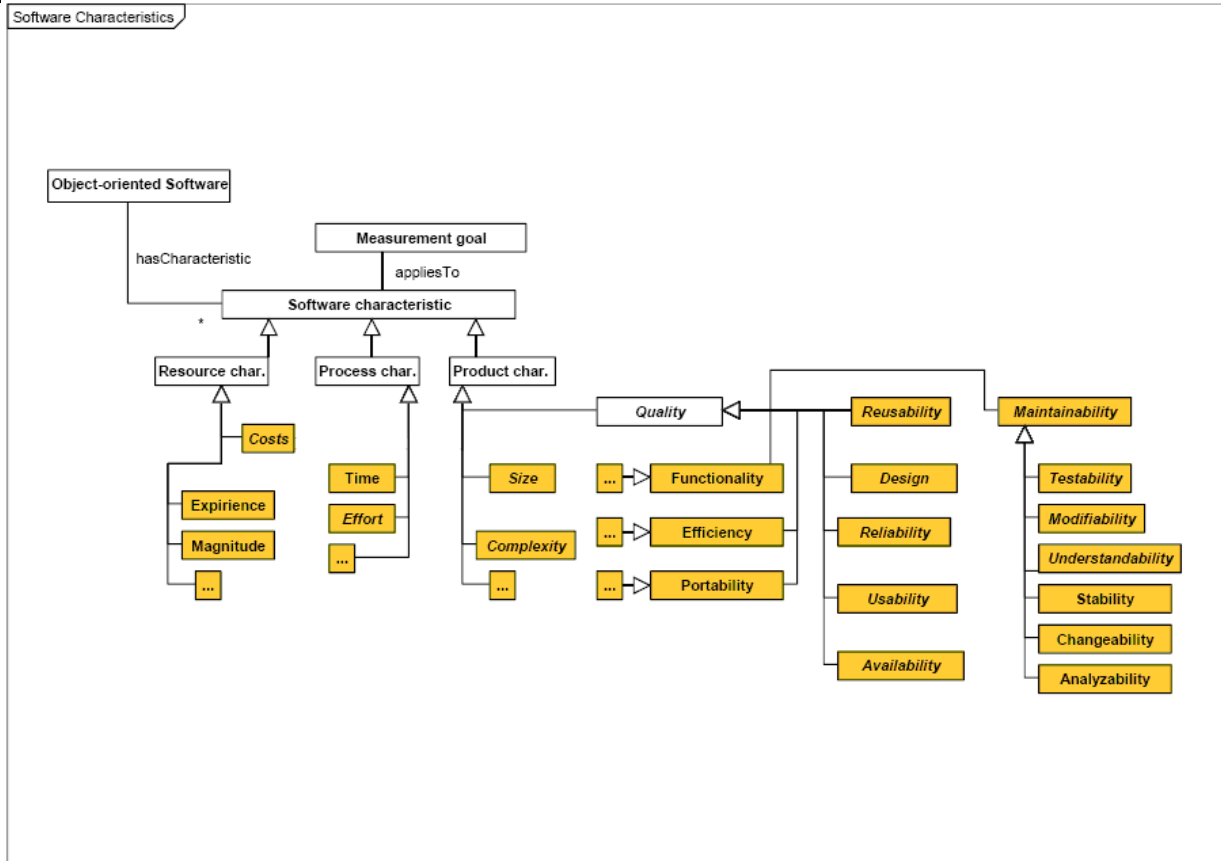 Software Characteristics
Object-oriented Software
Measurement goal
hasCharacteristic
appliesTo
Software characteristic
*
Resource char.
Process char.
Product char.
Quality
Reusability
Maintainability
Costs
Time
Size
...
Functionality
Design
Testability
Expirience
Effort
...
Efficiency
Reliability
Modifiability
Magnitude
Complexity
...
Understandability
...
...
...
...
Portability
Usability
Stability
Changeability
Availability
Analyzability